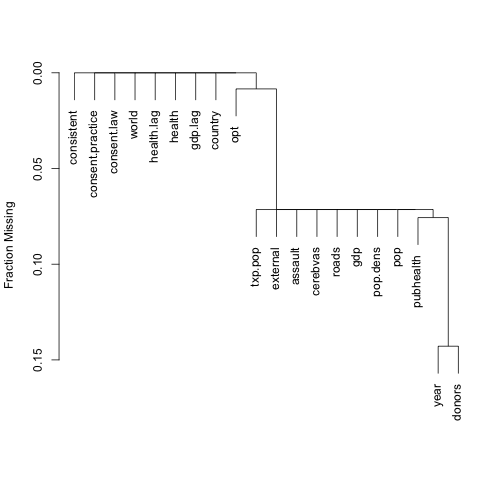 0.00
0.05
0.10
0.15
Fraction Missing
consistent
consent.practice
consent.law
world
health.lag
health
gdp.lag
country
opt
txp.pop
external
assault
cerebvas
roads
gdp
pop.dens
pop
pubhealth
year
donors